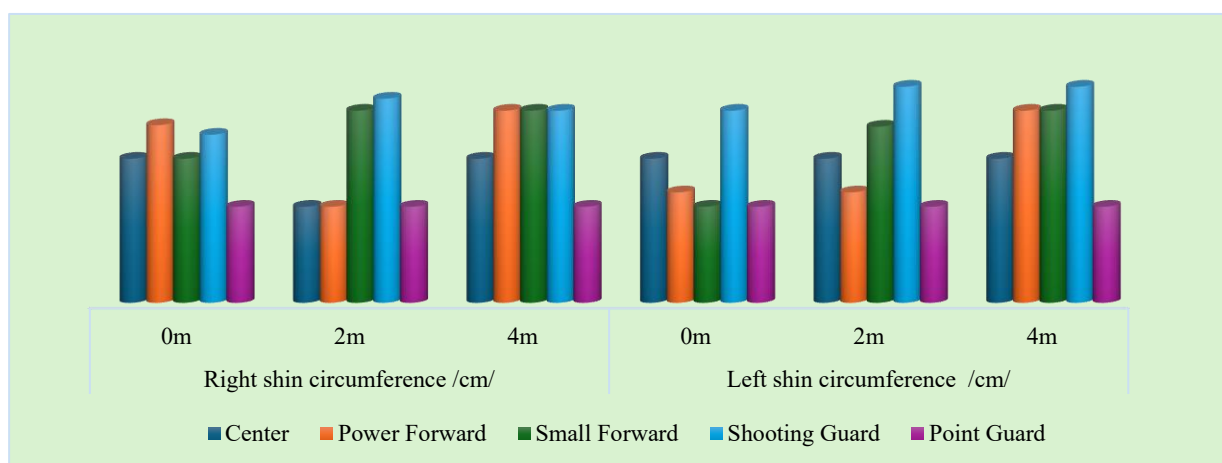 0m 2m 4m 0m 2m 4m
Right shin circumference /cm/ Left shin circumference /cm/
Center Power Forward Small Forward Shooting Guard Point Guard